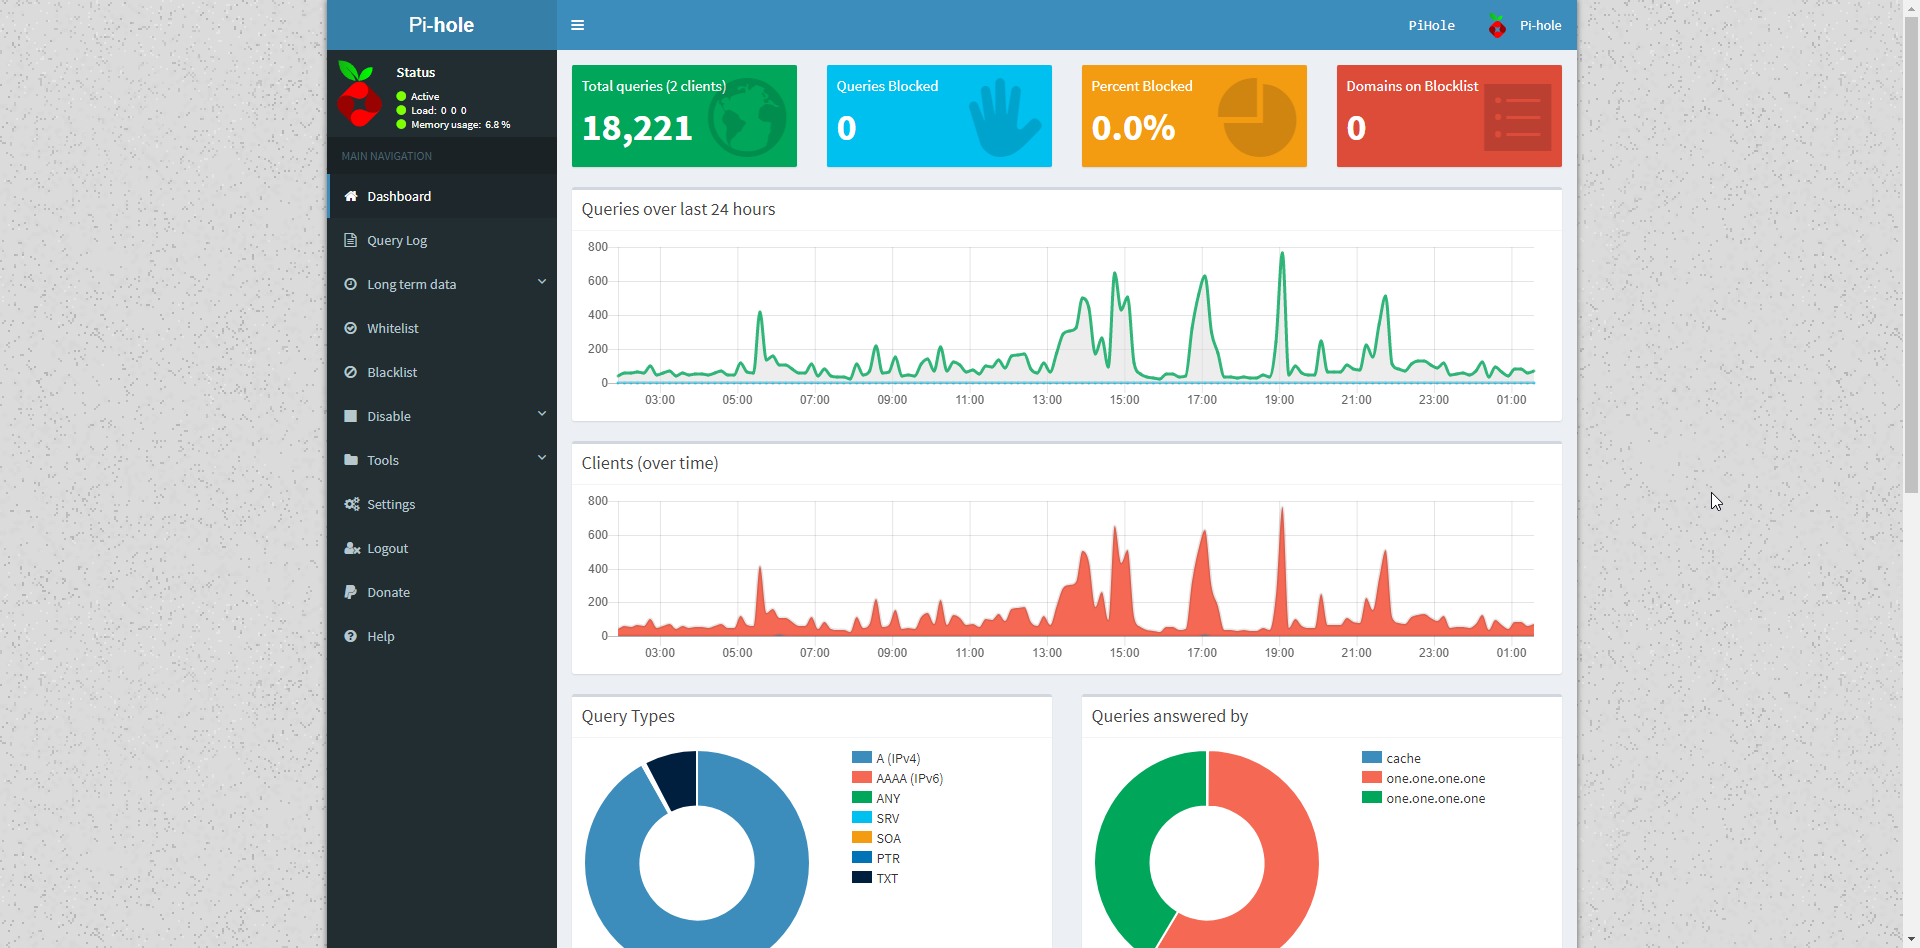 Pi-hole
PiHole
Pi-hole
Status
Active
Load: 0 0 0
Memory usage: 6.8 %
MAIN NAVIGATION
Dashboard
Query Log
Long term data
Whitelist
Blacklist
Disable
Tools
Settings
Logout
Donate
Help
Total queries (2 clients)
18,221
Queries Blocked
0
Percent Blocked
0.0%
Domains on Blocklist
0
Queries over last 24 hours
800
600
400
200
0
03:00 05:00 07:00 09:00 11:00 13:00 15:00 17:00 19:00 21:00 23:00 01:00
Clients (over time)
800
600
400
200
0
03:00 05:00 07:00 09:00 11:00 13:00 15:00 17:00 19:00 21:00 23:00 01:00
Query Types
A (IPv4)
AAAA (IPv6)
ANY
SRV
SOA
PTR
TXT
Queries answered by
cache
one.one.one.one
one.one.one.one